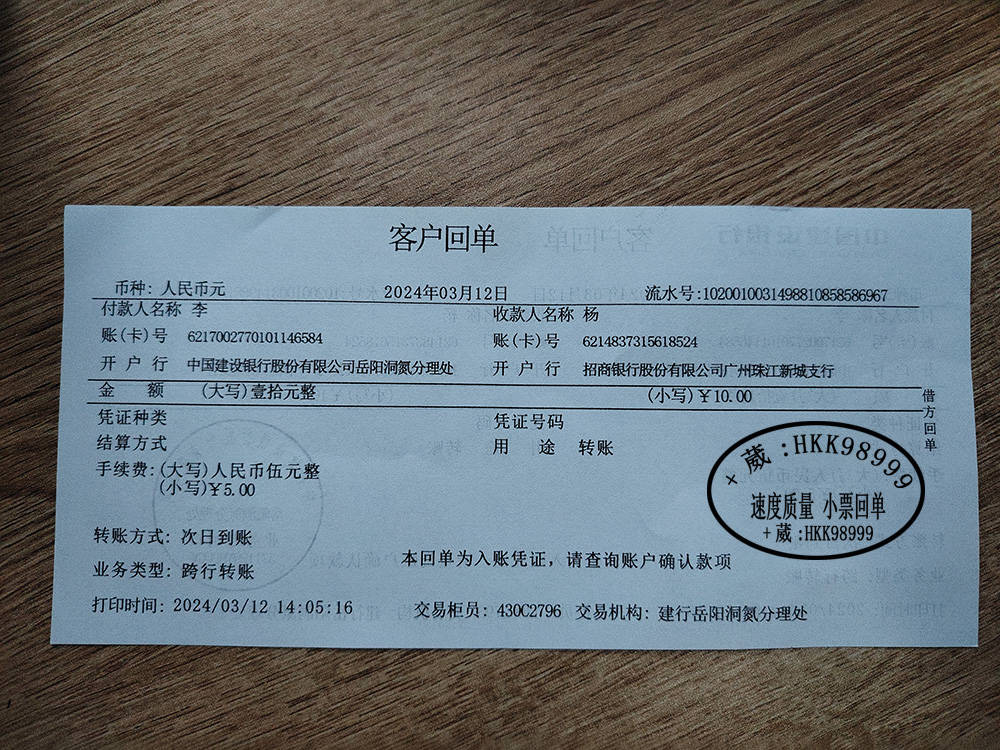 客户回单
币种: 人民币元 2024年03月12日 流水号:1020010031498810858586967
付款人名称 李 收款人名称 杨
账(卡)号 6217002770101146584 账(卡)号 6214837315618524
开 户 行 中国建设银行股份有限公司岳阳洞氮分理处 开 户 行 招商银行股份有限公司广州珠江新城支行
金 额 (大写)壹拾元整 (小写)￥10.00
借方回单
凭证种类 凭证号码
结算方式 用 途 转账
手续费:(大写)人民币伍元整
(小写)￥5.00
+ 葳:HKK98999
速度质量 小票回单
+葳:HKK98999
转账方式: 次日到账
本回单为入账凭证，请查询账户确认款项
业务类型: 跨行转账
打印时间: 2024/03/12 14:05:16 交易柜员: 430C2796 交易机构: 建行岳阳洞氮分理处